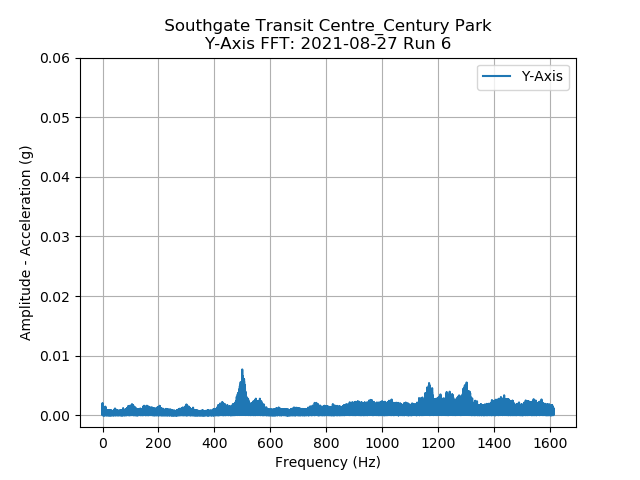 Southgate Transit Centre_Century Park
Y-Axis FFT: 2021-08-27 Run 6
Y-Axis
Amplitude - Acceleration (g)
0.06
0.05
0.04
0.03
0.02
0.01
0.00
0 200 400 600 800 1000 1200 1400 1600
Frequency (Hz)